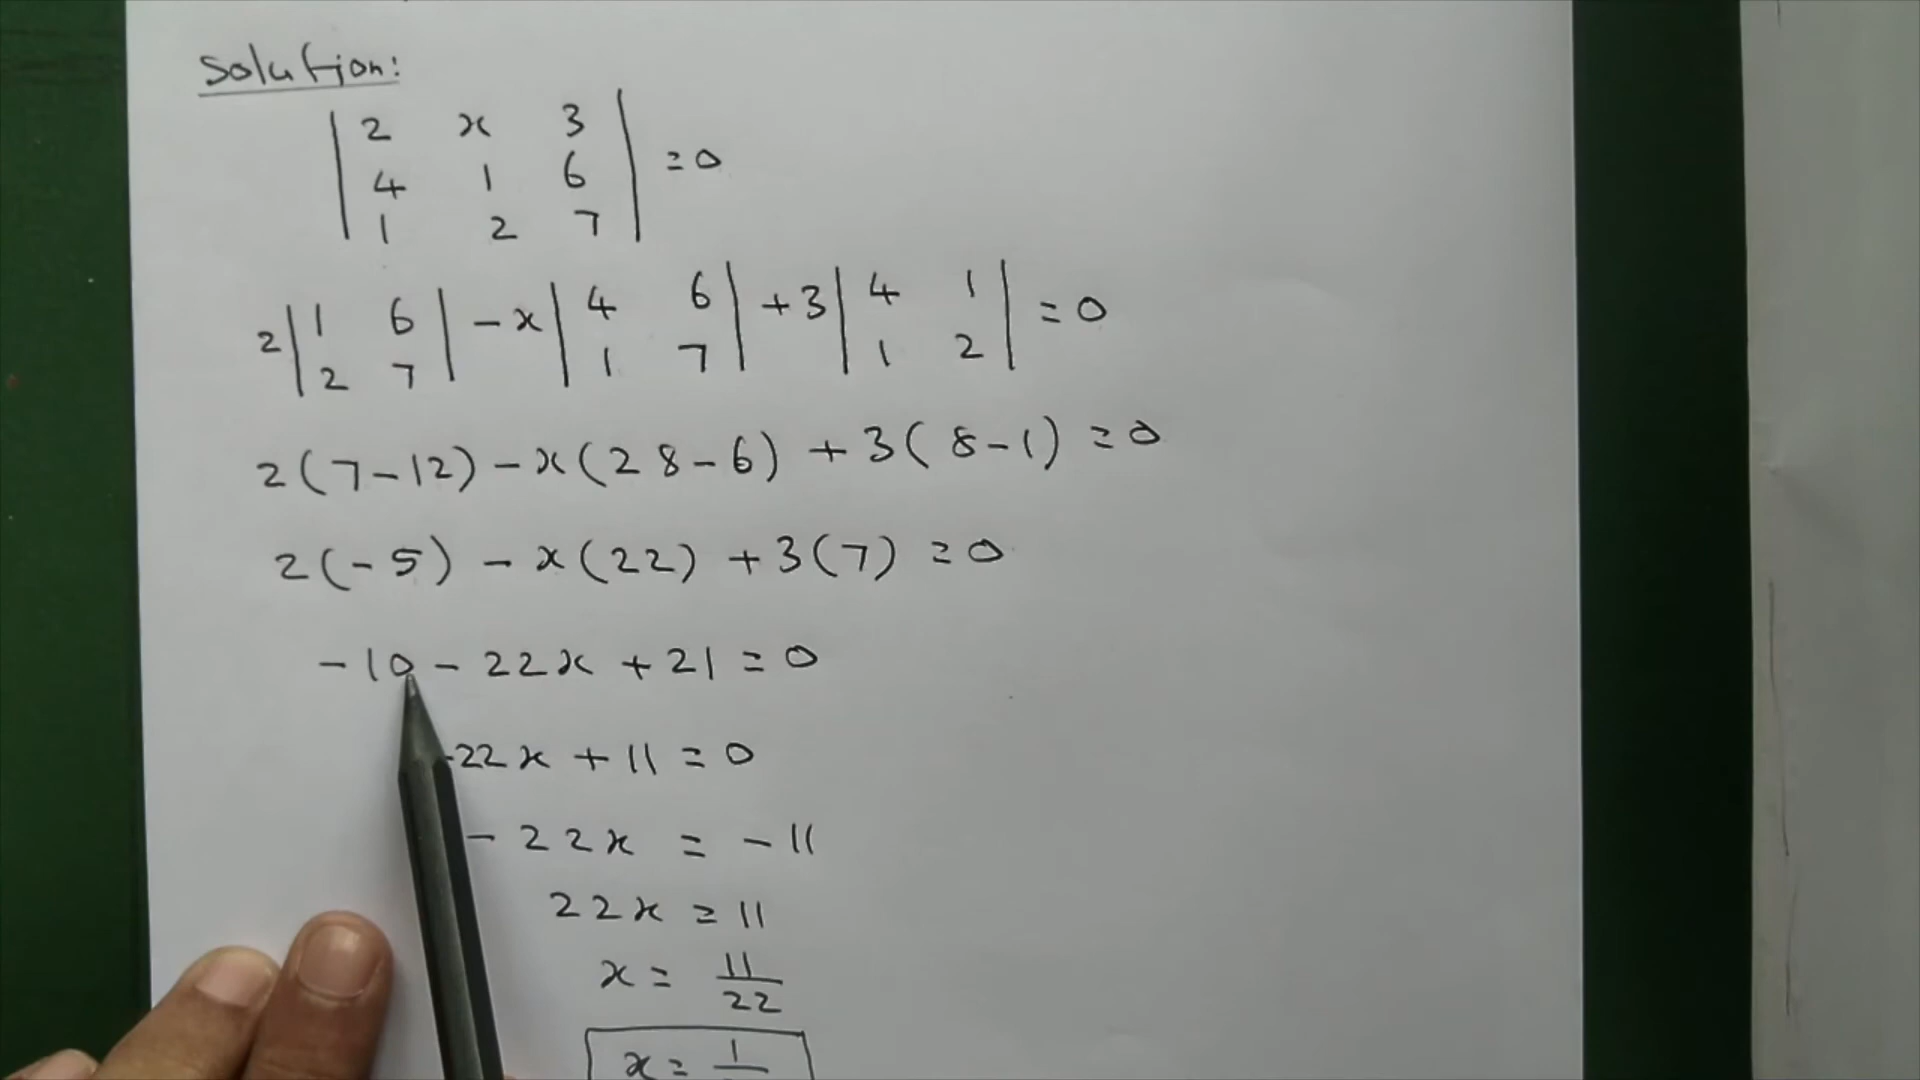 Solution:
| 2 x 3 |
| 4 1 6 | = 0
| 1 2 7 |
2 | 1 6 | - x | 4 6 | + 3 | 4 1 | = 0
| 2 7 | | 1 7 | | 1 2 |
2(7-12) - x(28-6) + 3(8-1) = 0
2(-5) - x(22) + 3(7) = 0
-10 - 22x + 21 = 0
-22x + 11 = 0
-22x = -11
22x = 11
x = 11/22
x = 1